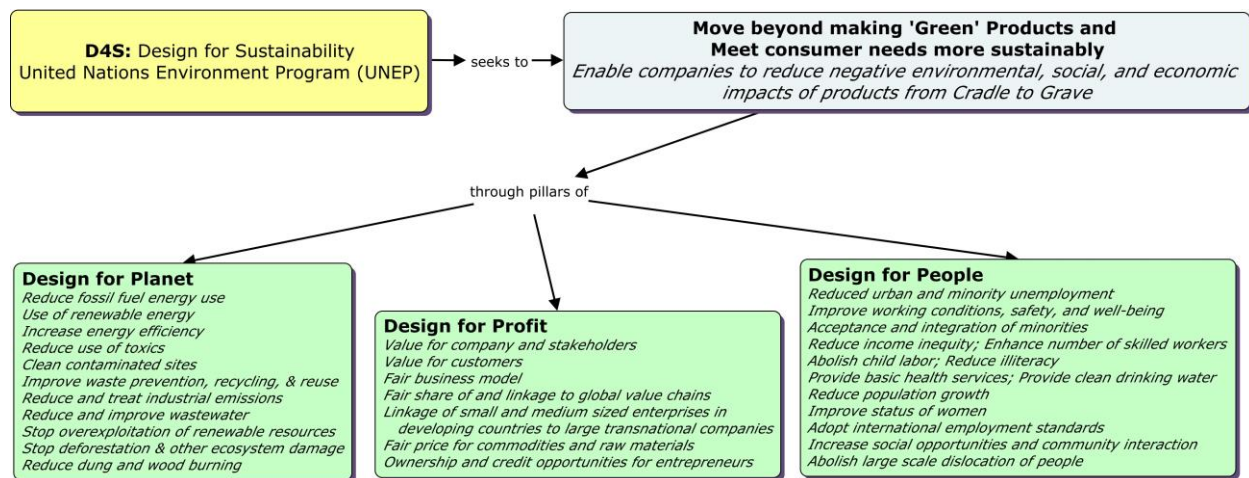 D4S: Design for Sustainability
United Nations Environment Program (UNEP)
seeks to
Move beyond making 'Green' Products and
Meet consumer needs more sustainably
Enable companies to reduce negative environmental, social, and economic
impacts of products from Cradle to Grave
through pillars of
Design for Planet
Reduce fossil fuel energy use
Use of renewable energy
Increase energy efficiency
Reduce use of toxics
Clean contaminated sites
Improve waste prevention, recycling, & reuse
Reduce and treat industrial emissions
Reduce and improve wastewater
Stop overexploitation of renewable resources
Stop deforestation & other ecosystem damage
Reduce dung and wood burning
Design for Profit
Value for company and stakeholders
Value for customers
Fair business model
Fair share of and linkage to global value chains
Linkage of small and medium sized enterprises in
developing countries to large transnational companies
Fair price for commodities and raw materials
Ownership and credit opportunities for entrepreneurs
Design for People
Reduced urban and minority unemployment
Improve working conditions, safety, and well-being
Acceptance and integration of minorities
Reduce income inequity; Enhance number of skilled workers
Abolish child labor; Reduce illiteracy
Provide basic health services; Provide clean drinking water
Reduce population growth
Improve status of women
Adopt international employment standards
Increase social opportunities and community interaction
Abolish large scale dislocation of people